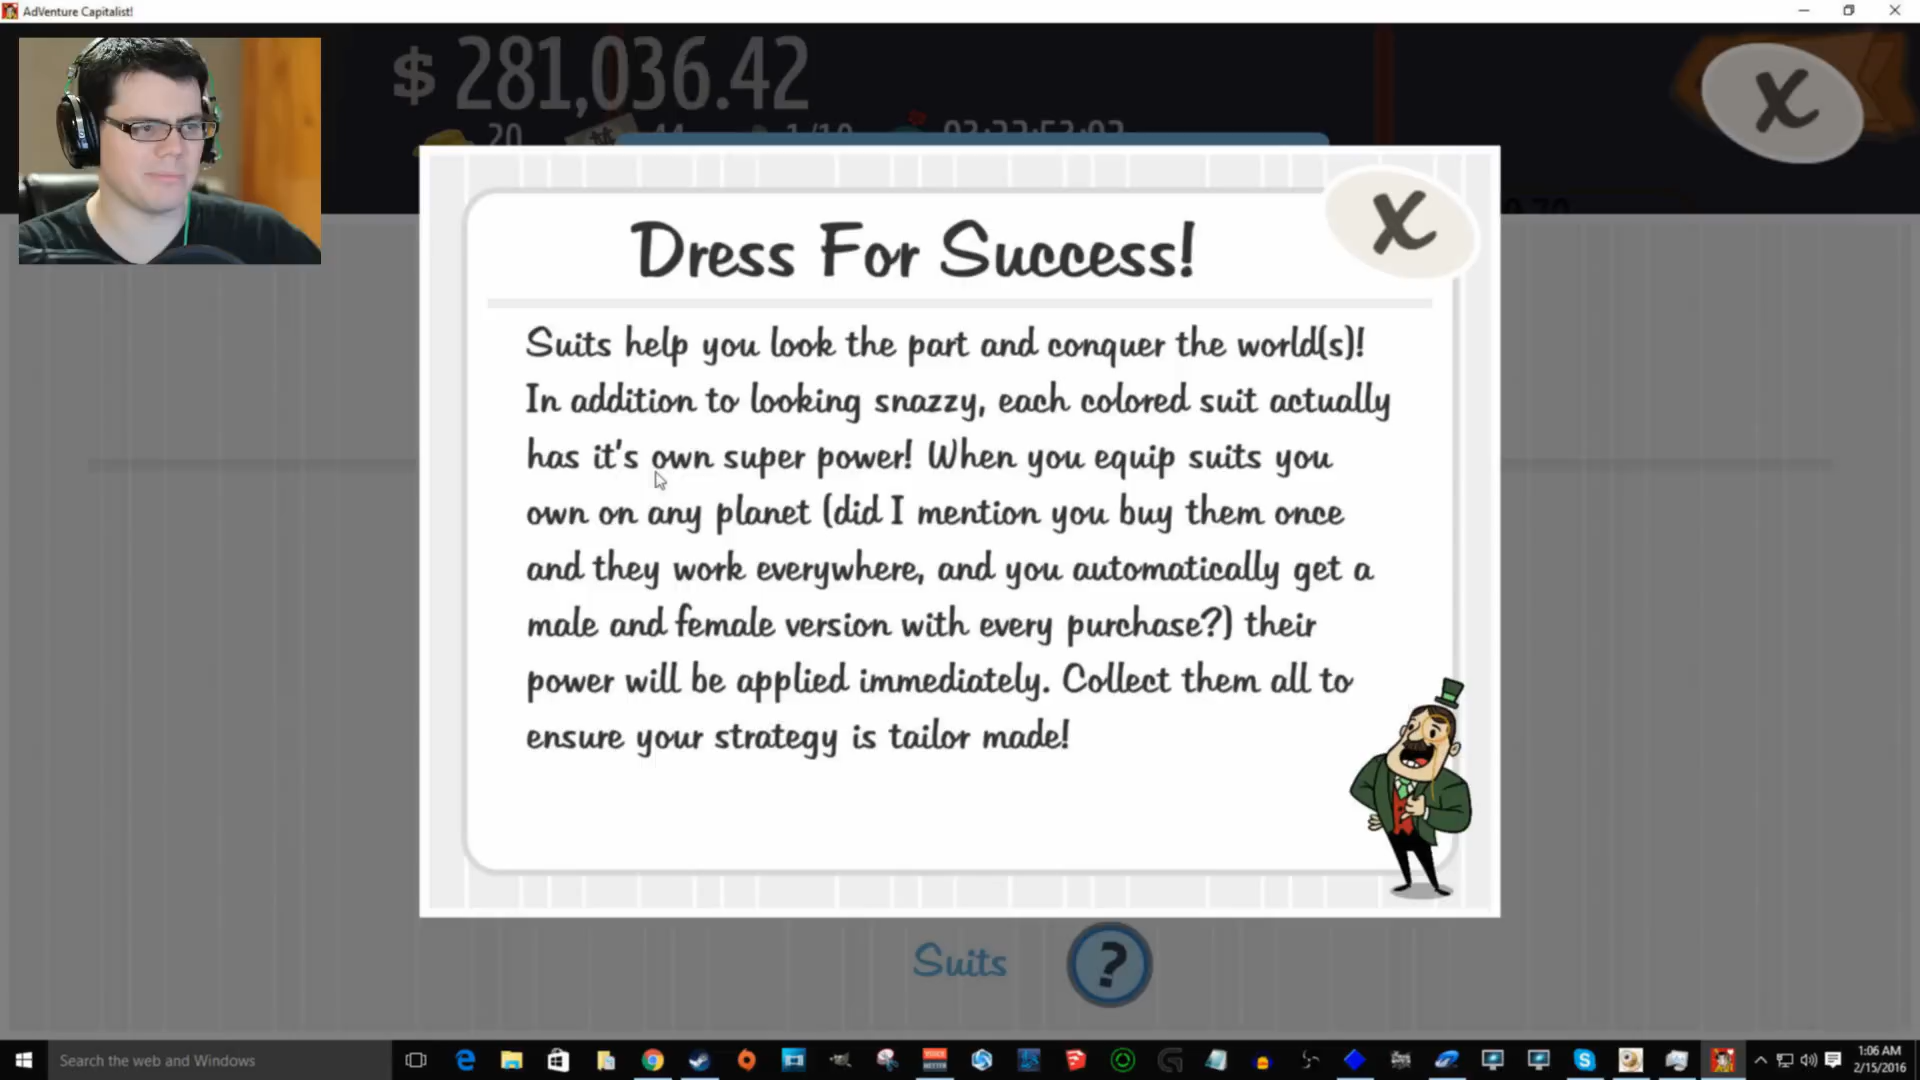 AdVenture Capitalist!
$ 281,036.42
20
Dress For Success!
Suits help you look the part and conquer the world(s)!
In addition to looking snazzy, each colored suit actually
has it's own super power! When you equip suits you
own on any planet (did I mention you buy them once
and they work everywhere, and you automatically get a
male and female version with every purchase?) their
power will be applied immediately. Collect them all to
ensure your strategy is tailor made!
Suits ?
Search the web and Windows
1:06 AM
2/15/2016